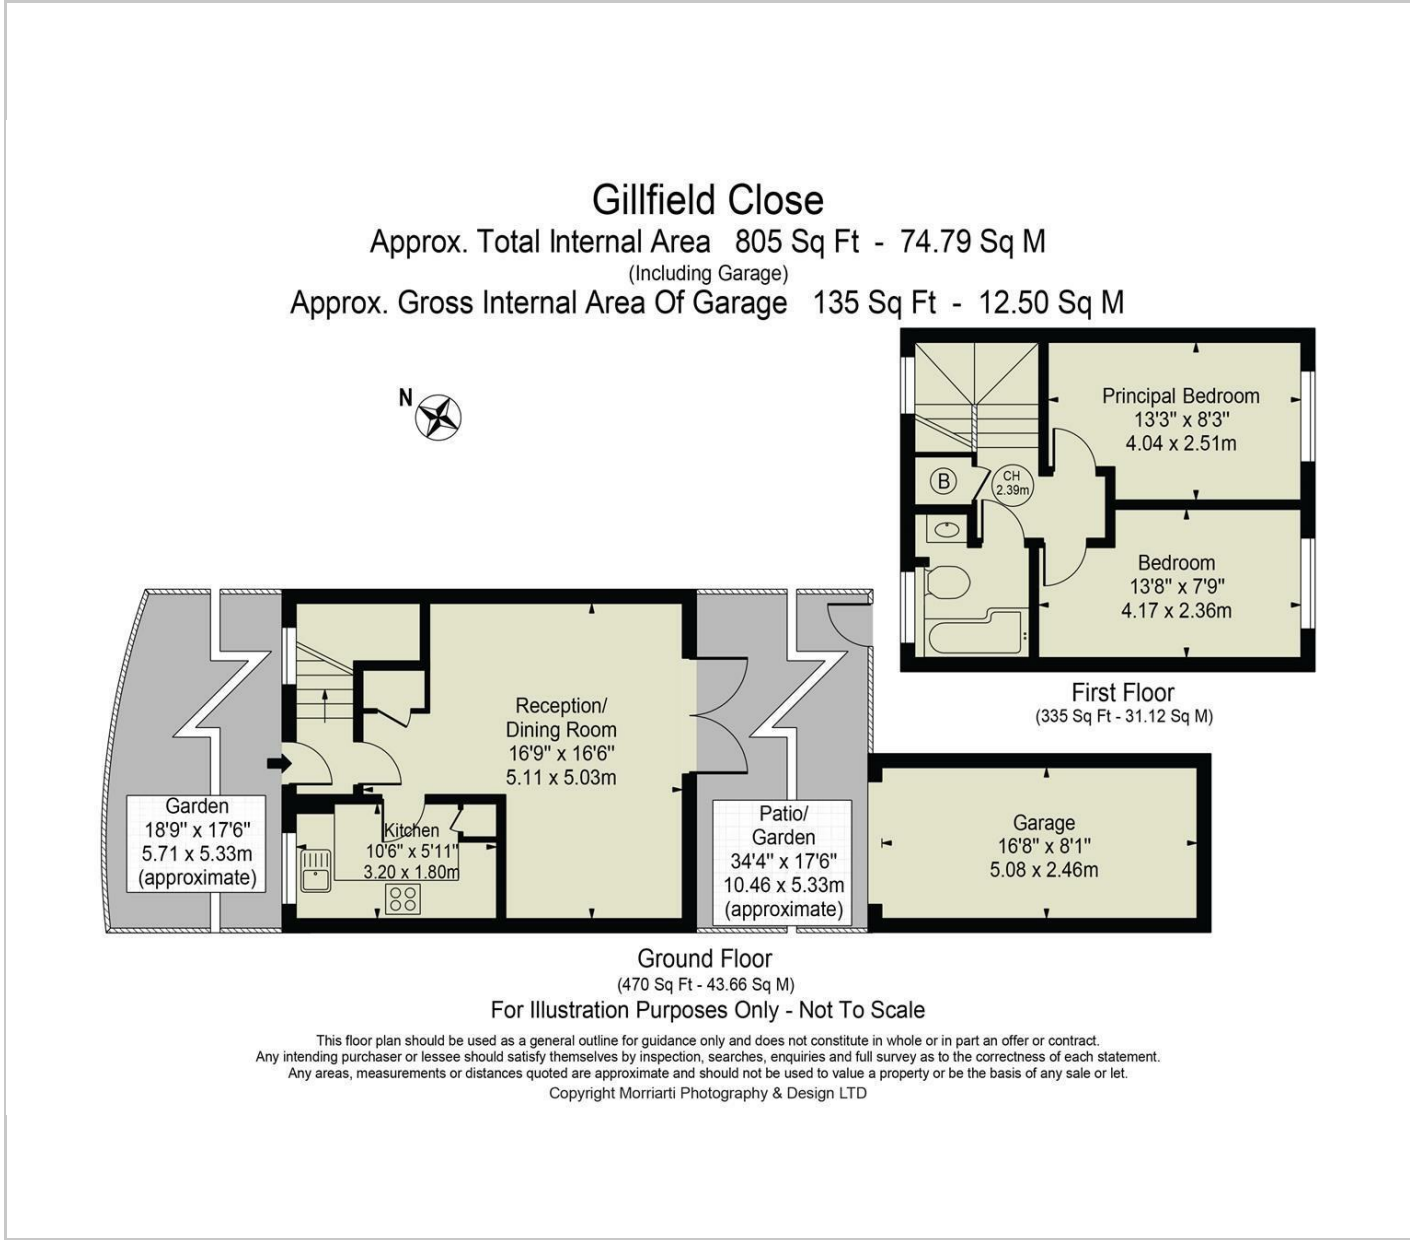 Gillfield Close
Approx. Total Internal Area 805 Sq Ft - 74.79 Sq M
(Including Garage)
Approx. Gross Internal Area Of Garage 135 Sq Ft - 12.50 Sq M
N
Principal Bedroom
13'3" x 8'3"
4.04 x 2.51m
B
CH
2.39m
Bedroom
13'8" x 7'9"
4.17 x 2.36m
First Floor
(335 Sq Ft - 31.12 Sq M)
Reception/
Dining Room
16'9" x 16'6"
5.11 x 5.03m
Garden
18'9" x 17'6"
5.71 x 5.33m
(approximate)
Kitchen
10'6" x 5'11"
3.20 x 1.80m
Patio/
Garden
34'4" x 17'6"
10.46 x 5.33m
(approximate)
Garage
16'8" x 8'1"
5.08 x 2.46m
Ground Floor
(470 Sq Ft - 43.66 Sq M)
For Illustration Purposes Only - Not To Scale
This floor plan should be used as a general outline for guidance only and does not constitute in whole or in part an offer or contract.
Any intending purchaser or lessee should satisfy themselves by inspection, searches, enquiries and full survey as to the correctness of each statement.
Any areas, measurements or distances quoted are approximate and should not be used to value a property or be the basis of any sale or let.
Copyright Morriarti Photography & Design LTD